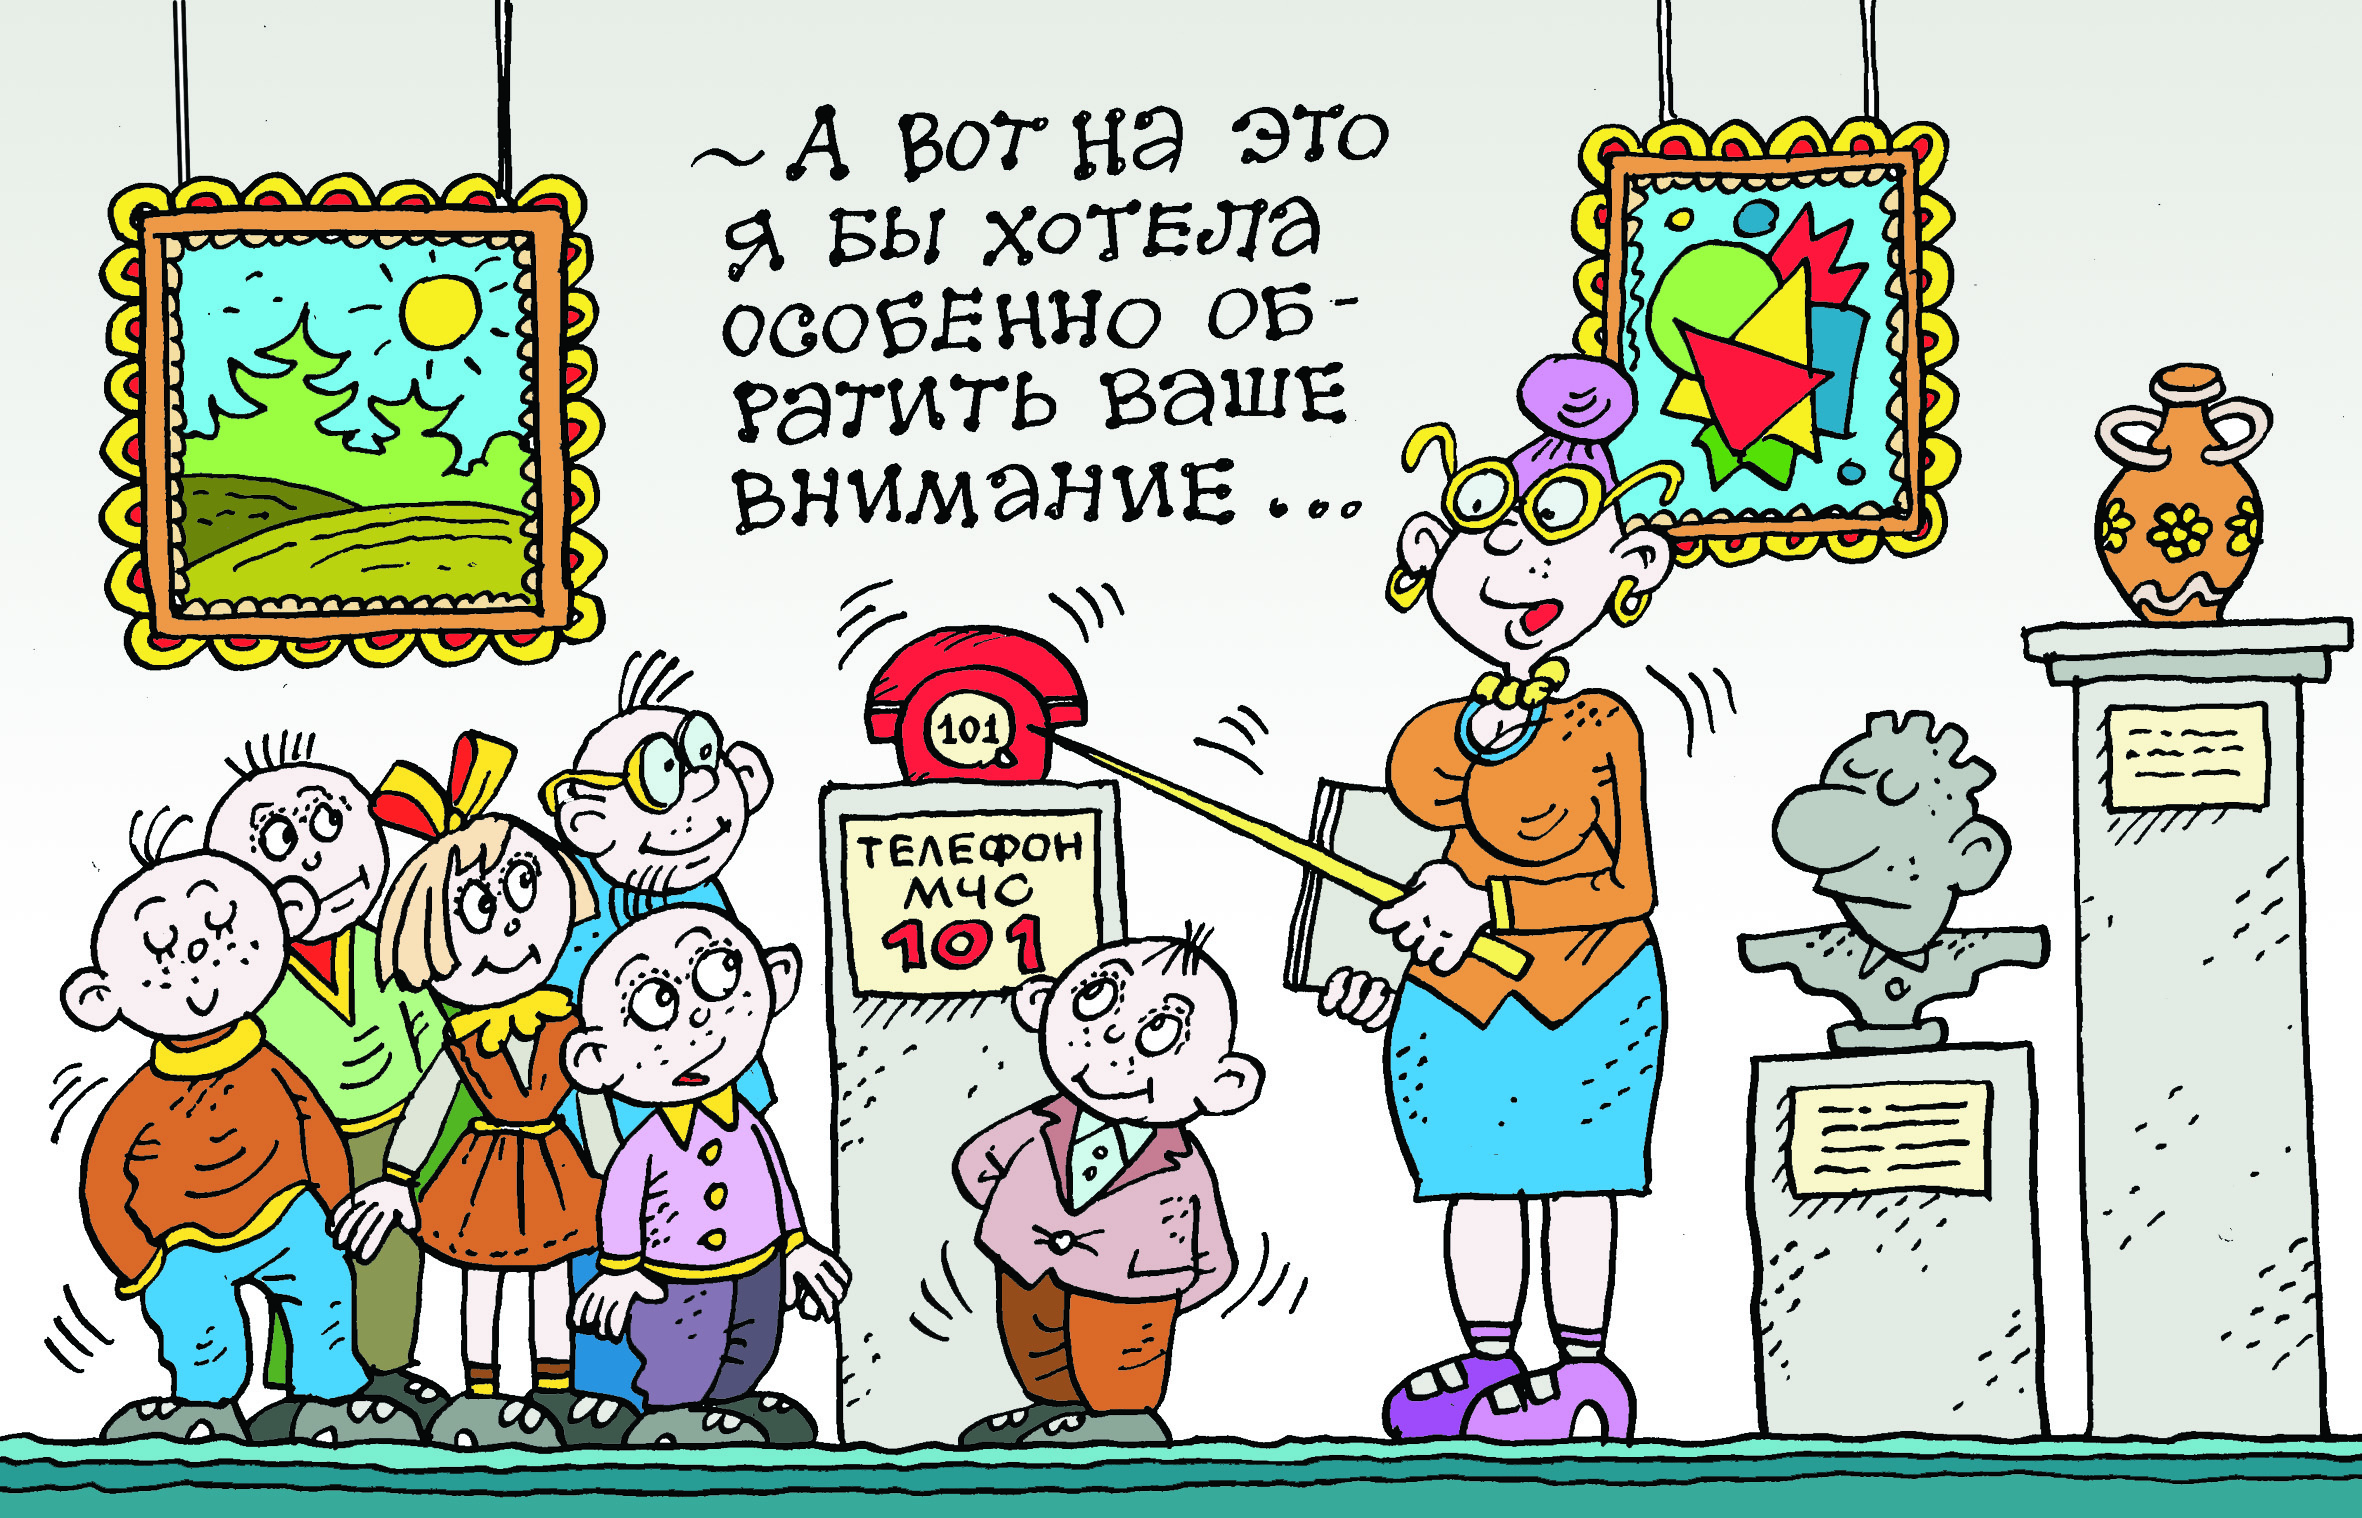 ~ А ВОТ НА ЭТО
Я БЫ ХОТЕЛА
ОСОБЕННО ОБ-
РАТИТЬ ВАШЕ
ВНИМАНИЕ ...
101
ТЕЛЕФОН
МЧС
101